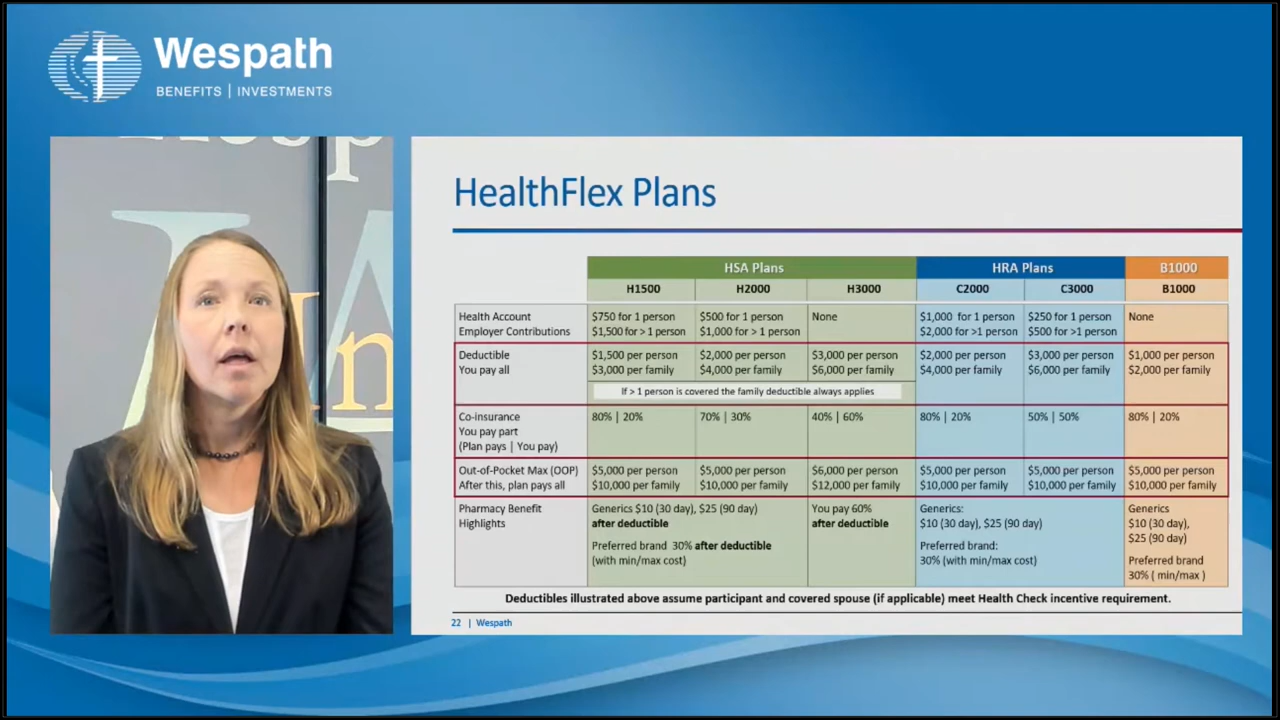 Wespath
BENEFITS | INVESTMENTS
HealthFlex Plans
HSA Plans
HRA Plans
B1000
H1500
H2000
H3000
C2000
C3000
B1000
Health Account
Employer Contributions
$750 for 1 person
$1,500 for > 1 person
$500 for 1 person
$1,000 for > 1 person
None
$1,000 for 1 person
$2,000 for >1 person
$250 for 1 person
$500 for >1 person
None
Deductible
You pay all
$1,500 per person
$3,000 per family
$2,000 per person
$4,000 per family
$3,000 per person
$6,000 per family
$2,000 per person
$4,000 per family
$3,000 per person
$6,000 per family
$1,000 per person
$2,000 per family
If > 1 person is covered the family deductible always applies
Co-insurance
You pay part
(Plan pays | You pay)
80% | 20%
70% | 30%
40% | 60%
80% | 20%
50% | 50%
80% | 20%
Out-of-Pocket Max (OOP)
After this, plan pays all
$5,000 per person
$10,000 per family
$5,000 per person
$10,000 per family
$6,000 per person
$12,000 per family
$5,000 per person
$10,000 per family
$5,000 per person
$10,000 per family
$5,000 per person
$10,000 per family
Pharmacy Benefit
Highlights
Generics $10 (30 day), $25 (90 day)
after deductible
Preferred brand 30% after deductible
(with min/max cost)
You pay 60%
after deductible
Generics:
$10 (30 day), $25 (90 day)
Preferred brand:
30% (with min/max cost)
Generics
$10 (30 day),
$25 (90 day)
Preferred brand
30% ( min/max )
Deductibles illustrated above assume participant and covered spouse (if applicable) meet Health Check incentive requirement.
22 | Wespath
In